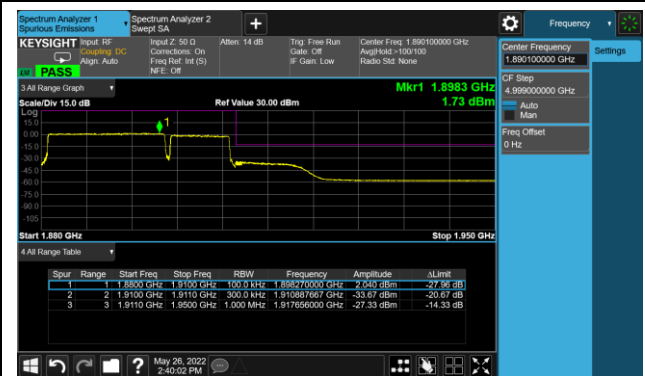 Spectrum Analyzer 1
Spurious Emissions
Spectrum Analyzer 2
Swept SA
Frequency
KEYSIGHT
Input: RF
Coupling: DC
Align: Auto
Input Z: 50 Ω
Corrections: On
Freq Ref: Int (S)
NFE: Off
Atten: 14 dB
Trig: Free Run
Gate: Off
IF Gain: Low
Center Freq: 1.890100000 GHz
Avg|Hold:>100/100
Radio Std: None
PASS
Center Frequency
1.890100000 GHz
Settings
CF Step
4.999000000 GHz
Auto
Man
Freq Offset
0 Hz
3 All Range Graph
Mkr1 1.8983 GHz
Scale/Div 15.0 dB
Ref Value 30.00 dBm
1.73 dBm
Log
15.0
0.00
-15.0
-30.0
-45.0
-60.0
-75.0
-90.0
-105
1
Start 1.880 GHz
Stop 1.950 GHz
4 All Range Table
Spur Range Start Freq Stop Freq RBW Frequency Amplitude ΔLimit
1 1 1.8800 GHz 1.9100 GHz 100.0 kHz 1.898270000 GHz 2.040 dBm -27.96 dB
2 2 1.9100 GHz 1.9110 GHz 300.0 kHz 1.910887667 GHz -33.67 dBm -20.67 dB
3 3 1.9110 GHz 1.9500 GHz 1.000 MHz 1.917656000 GHz -27.33 dBm -14.33 dB
May 26, 2022
2:40:02 PM